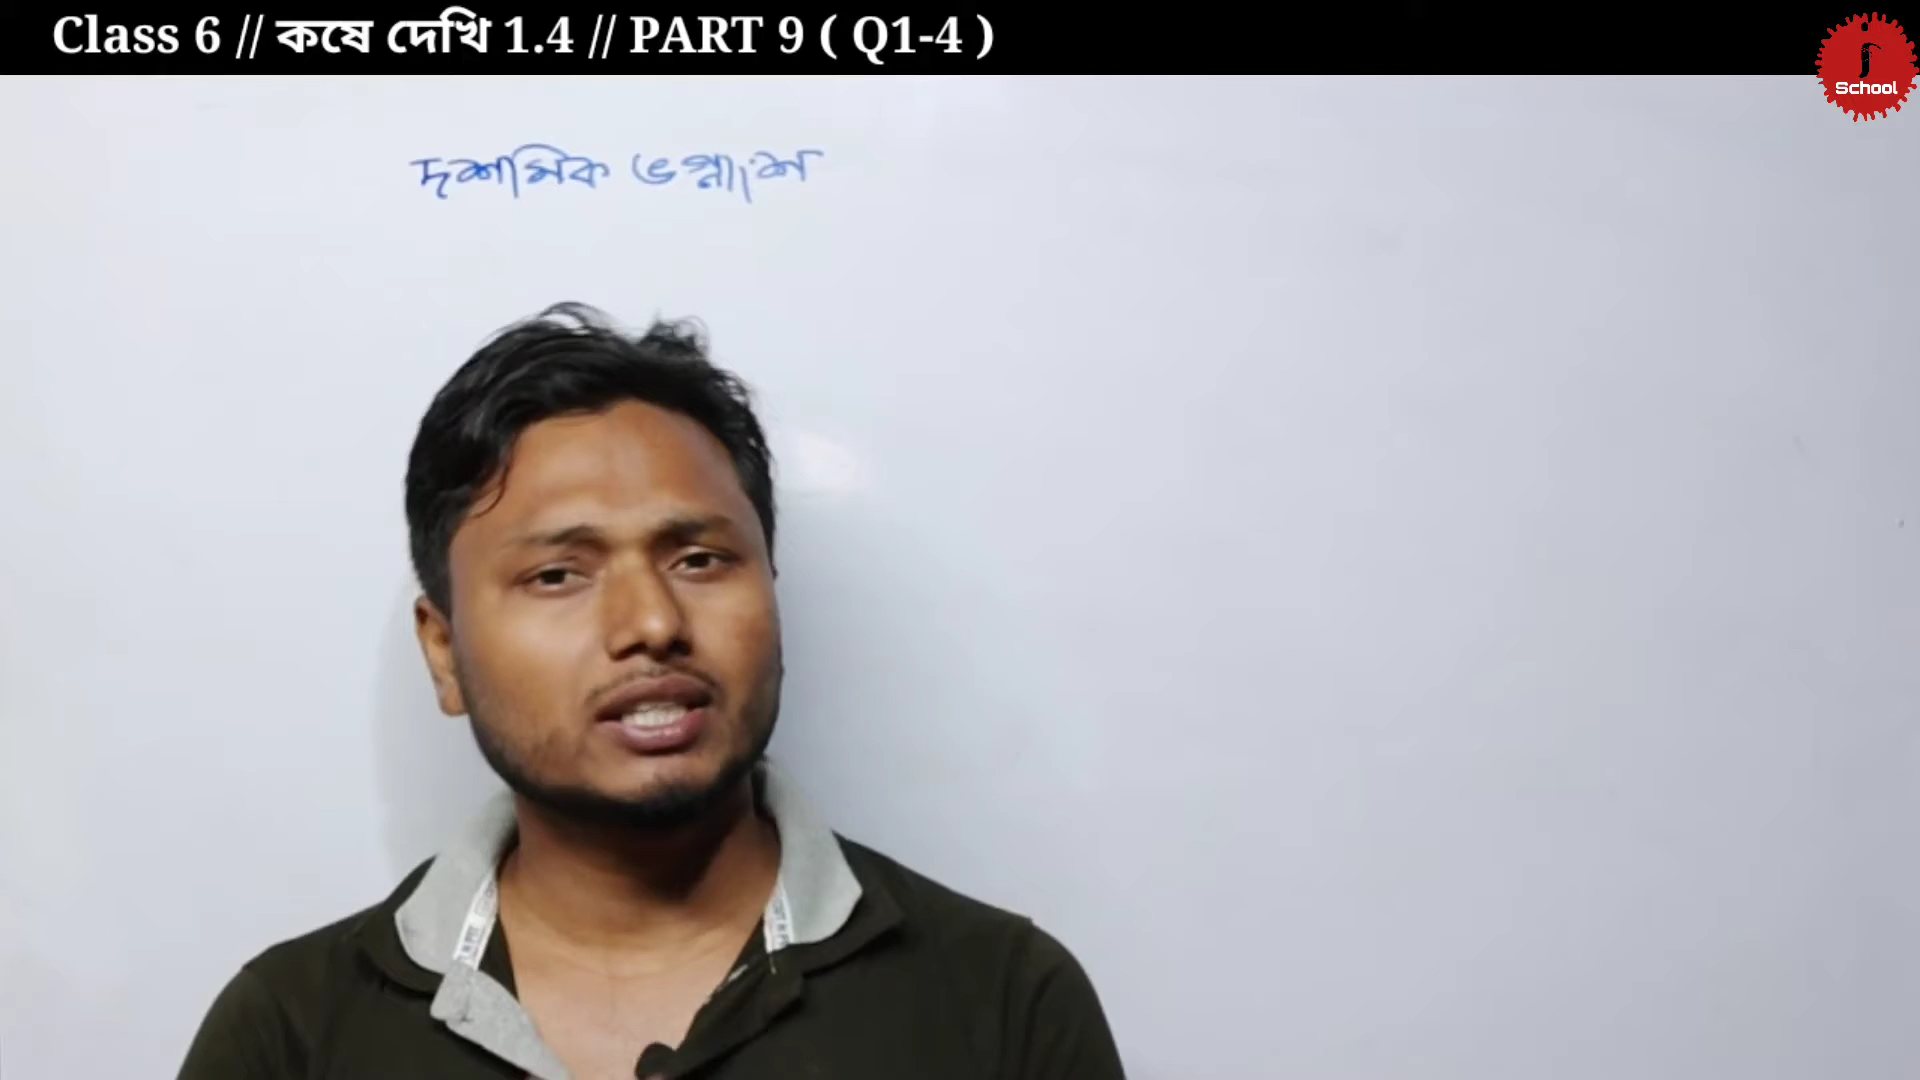 Class 6 // কষে দেখি 1.4 // PART 9 ( Q1-4 )
School
দশমিক ভগ্নাংশ